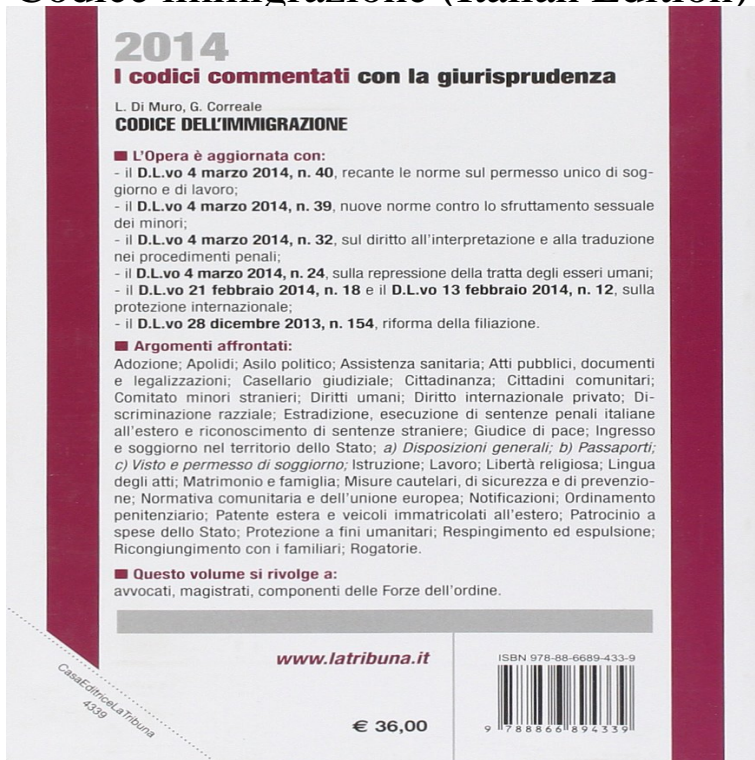 Codice immigrazione (Italian Edition)
2014
I codici commentati con la giurisprudenza
L. Di Muro, G. Correale
CODICE DELL'IMMIGRAZIONE
■ L'Opera è aggiornata con:
- il D.L.vo 4 marzo 2014, n. 40, recante le norme sul permesso unico di sog-
giorno e di lavoro;
- il D.L.vo 4 marzo 2014, n. 39, nuove norme contro lo sfruttamento sessuale
dei minori;
- il D.L.vo 4 marzo 2014, n. 32, sul diritto all'interpretazione e alla traduzione
nei procedimenti penali;
- il D.L.vo 4 marzo 2014, n. 24, sulla repressione della tratta degli esseri umani;
- il D.L.vo 21 febbraio 2014, n. 18 e il D.L.vo 13 febbraio 2014, n. 12, sulla
protezione internazionale;
- il D.L.vo 28 dicembre 2013, n. 154, riforma della filiazione.
■ Argomenti affrontati:
Adozione; Apolidi; Asilo politico; Assistenza sanitaria; Atti pubblici, documenti
e legalizzazioni; Casellario giudiziale; Cittadinanza; Cittadini comunitari;
Comitato minori stranieri; Diritti umani; Diritto internazionale privato; Di-
scriminazione razziale; Estradizione, esecuzione di sentenze penali italiane
all'estero e riconoscimento di sentenze straniere; Giudice di pace; Ingresso
e soggiorno nel territorio dello Stato; a) Disposizioni generali; b) Passaporti;
c) Visto e permesso di soggiorno; Istruzione; Lavoro; Libertà religiosa; Lingua
degli atti; Matrimonio e famiglia; Misure cautelari, di sicurezza e di prevenzio-
ne; Normativa comunitaria e dell'unione europea; Notificazioni; Ordinamento
penitenziario; Patente estera e veicoli immatricolati all'estero; Patrocinio a
spese dello Stato; Protezione a fini umanitari; Respingimento ed espulsione;
Ricongiungimento con i familiari; Rogatorie.
■ Questo volume si rivolge a:
avvocati, magistrati, componenti delle Forze dell'ordine.
www.latribuna.it
ISBN 978-88-6689-433-9
CasaEditriceLaTribuna
4339
€ 36,00
9 788866 894339